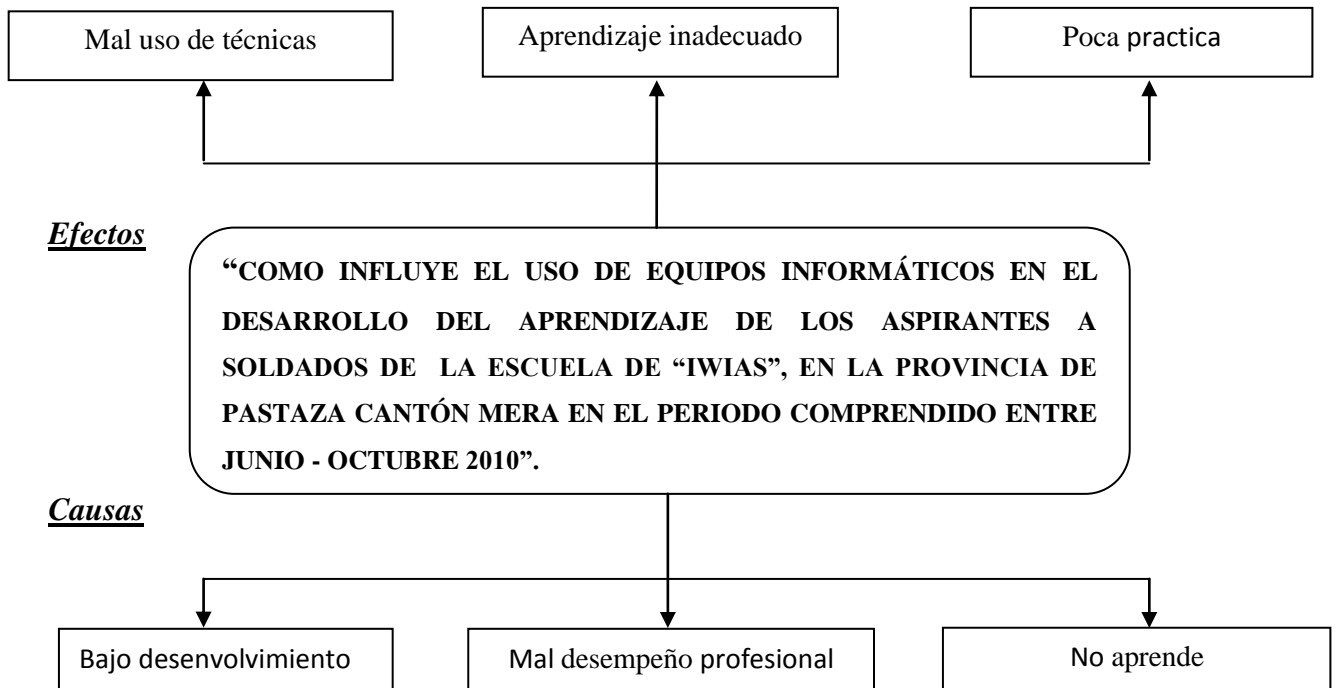 Mal uso de técnicas
Aprendizaje inadecuado
Poca practica
Efectos
“COMO INFLUYE EL USO DE EQUIPOS INFORMÁTICOS EN EL
DESARROLLO DEL APRENDIZAJE DE LOS ASPIRANTES A
SOLDADOS DE LA ESCUELA DE “IWIAS”, EN LA PROVINCIA DE
PASTAZA CANTÓN MERA EN EL PERIODO COMPRENDIDO ENTRE
JUNIO - OCTUBRE 2010”.
Causas
Bajo desenvolvimiento
Mal desempeño profesional
No aprende